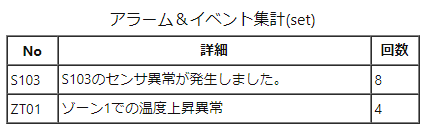 アラーム＆イベント集計(set)
No 詳細 回数
S103 S103のセンサ異常が発生しました。 8
ZT01 ゾーン1での温度上昇異常 4